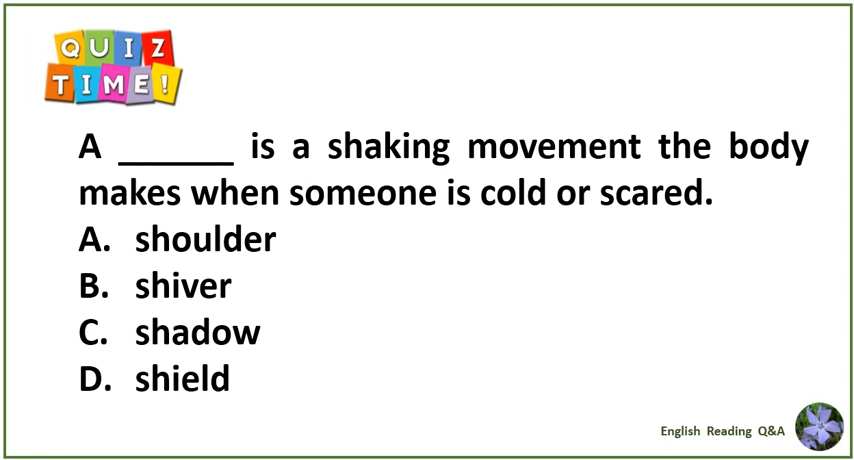 QUIZ
TIME!
A ______ is a shaking movement the body
makes when someone is cold or scared.
A. shoulder
B. shiver
C. shadow
D. shield
English Reading Q&A